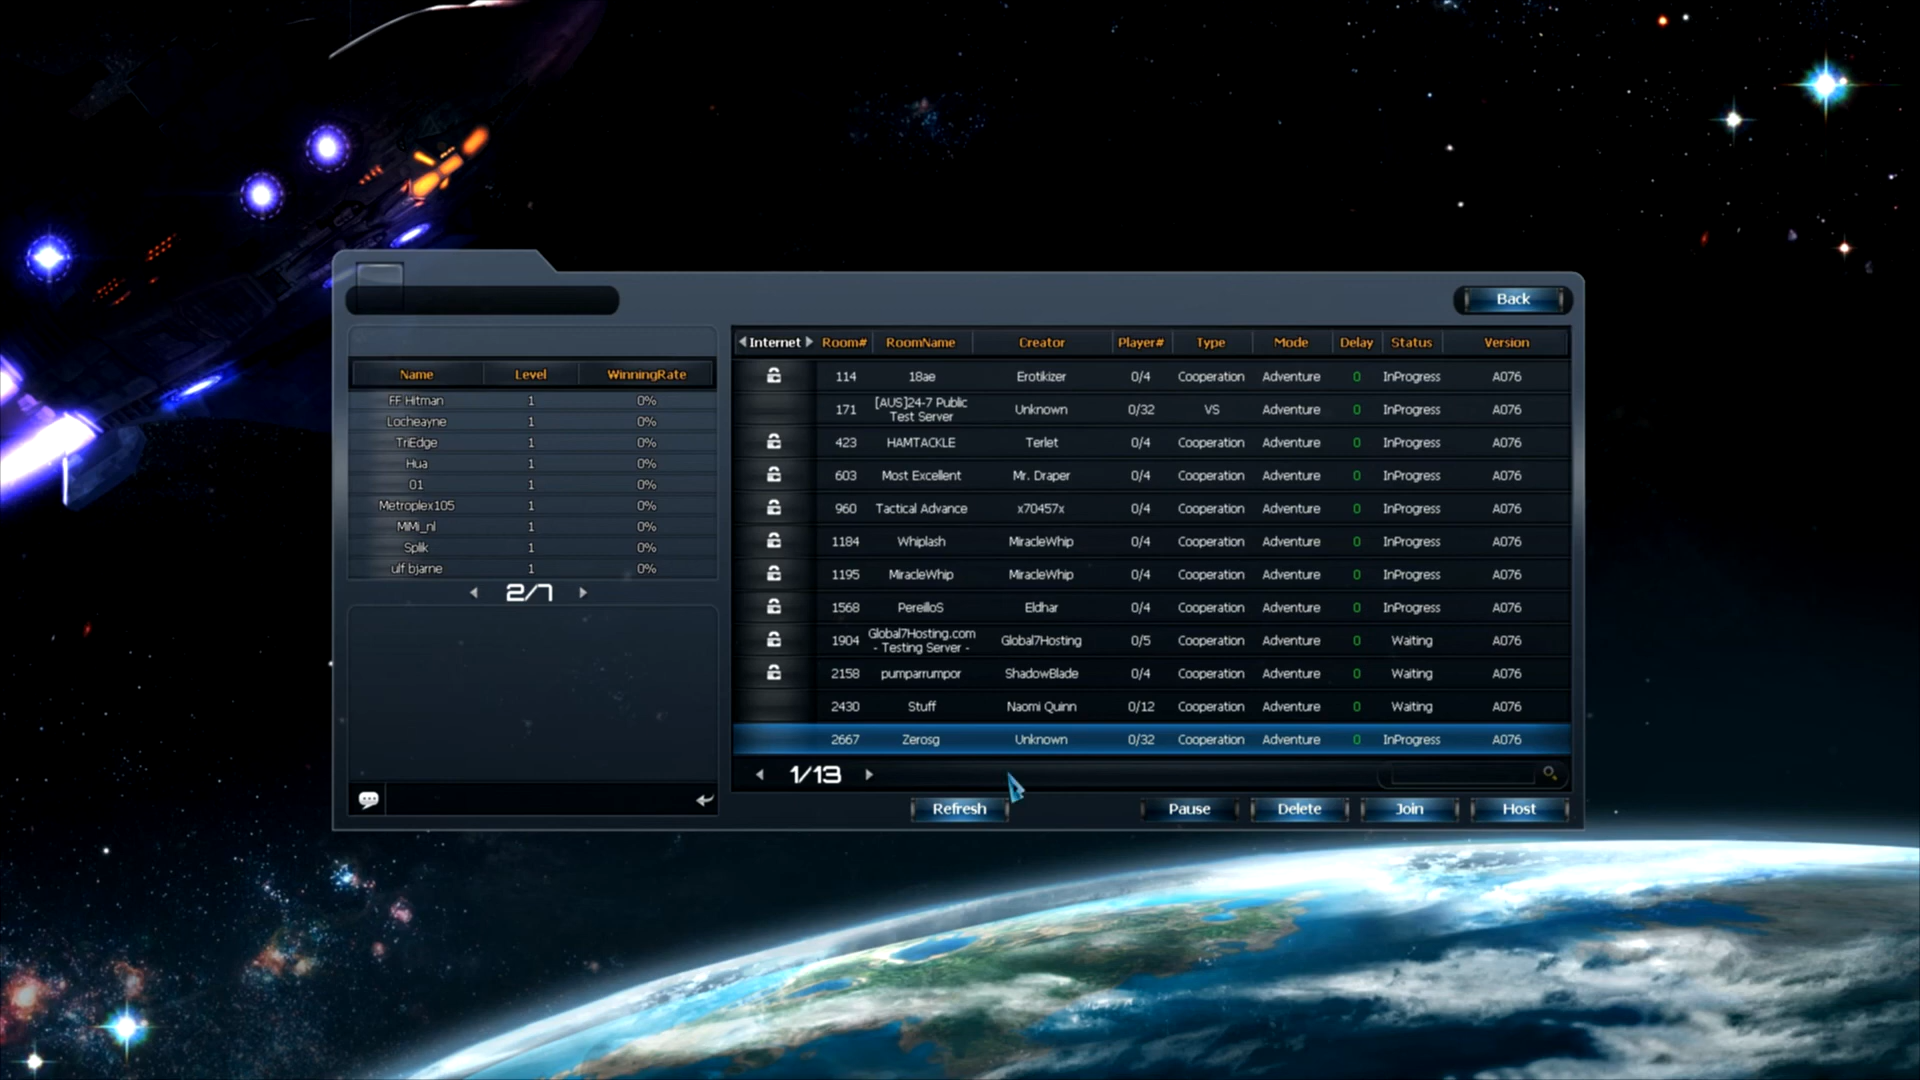 Back
Name Level WinningRate
FF Hitman 1 0%
Locheayne 1 0%
TriEdge 1 0%
Hua 1 0%
01 1 0%
Metroplex105 1 0%
MiMi_nl 1 0%
Splik 1 0%
ulf bjarne 1 0%
2/7
Internet Room# RoomName Creator Player# Type Mode Delay Status Version
114 18ae Erotikizer 0/4 Cooperation Adventure 0 InProgress A076
171 [AUS]24-7 Public Test Server Unknown 0/32 VS Adventure 0 InProgress A076
423 HAMTACKLE Terlet 0/4 Cooperation Adventure 0 InProgress A076
603 Most Excellent Mr. Draper 0/4 Cooperation Adventure 0 InProgress A076
960 Tactical Advance x70457x 0/4 Cooperation Adventure 0 InProgress A076
1184 Whiplash MiracleWhip 0/4 Cooperation Adventure 0 InProgress A076
1195 MiracleWhip MiracleWhip 0/4 Cooperation Adventure 0 InProgress A076
1568 PereilloS Eldhar 0/4 Cooperation Adventure 0 InProgress A076
1904 Global7Hosting.com - Testing Server - Global7Hosting 0/5 Cooperation Adventure 0 Waiting A076
2158 pumparrumpor ShadowBlade 0/4 Cooperation Adventure 0 Waiting A076
2430 Stuff Naomi Quinn 0/12 Cooperation Adventure 0 Waiting A076
2667 Zerosg Unknown 0/32 Cooperation Adventure 0 InProgress A076
1/13
Refresh Pause Delete Join Host